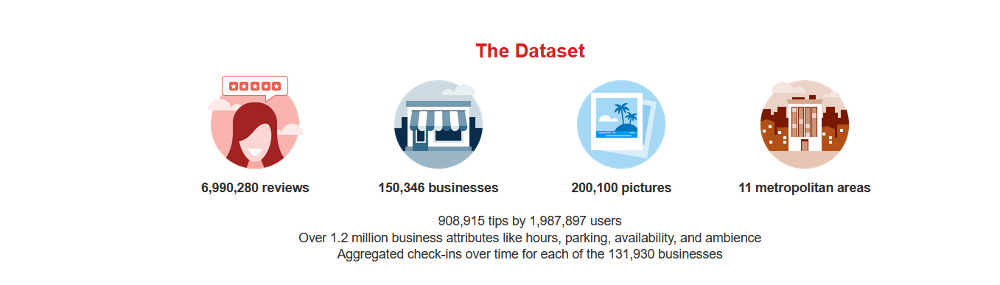 The Dataset
6,990,280 reviews
150,346 businesses
200,100 pictures
11 metropolitan areas
908,915 tips by 1,987,897 users
Over 1.2 million business attributes like hours, parking, availability, and ambience
Aggregated check-ins over time for each of the 131,930 businesses